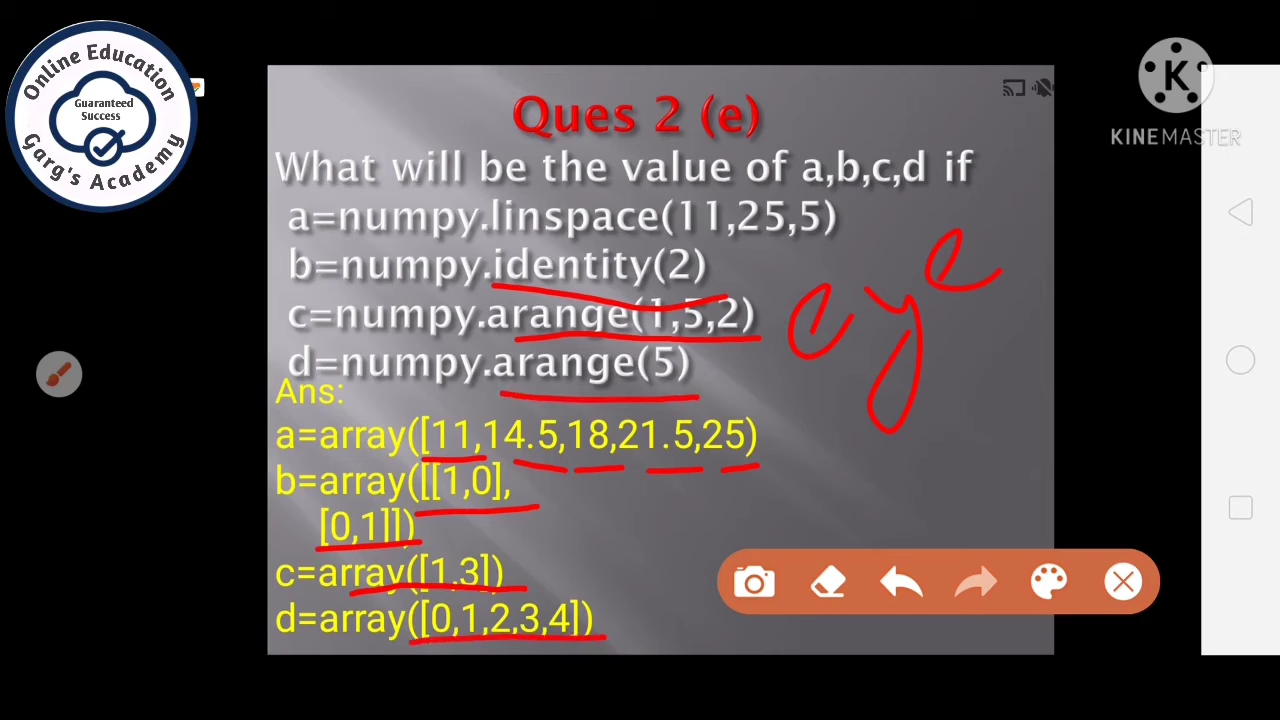 Online Education
Guaranteed
Success
Garg's Academy
K
KINEMASTER
Ques 2 (e)
What will be the value of a,b,c,d if
a=numpy.linspace(11,25,5)
b=numpy.identity(2)
c=numpy.arange(1,5,2)
eye
d=numpy.arange(5)
Ans:
a=array([11,14.5,18,21.5,25)
b=array([[1,0],
[0,1]])
c=array([1,3])
d=array([0,1,2,3,4])